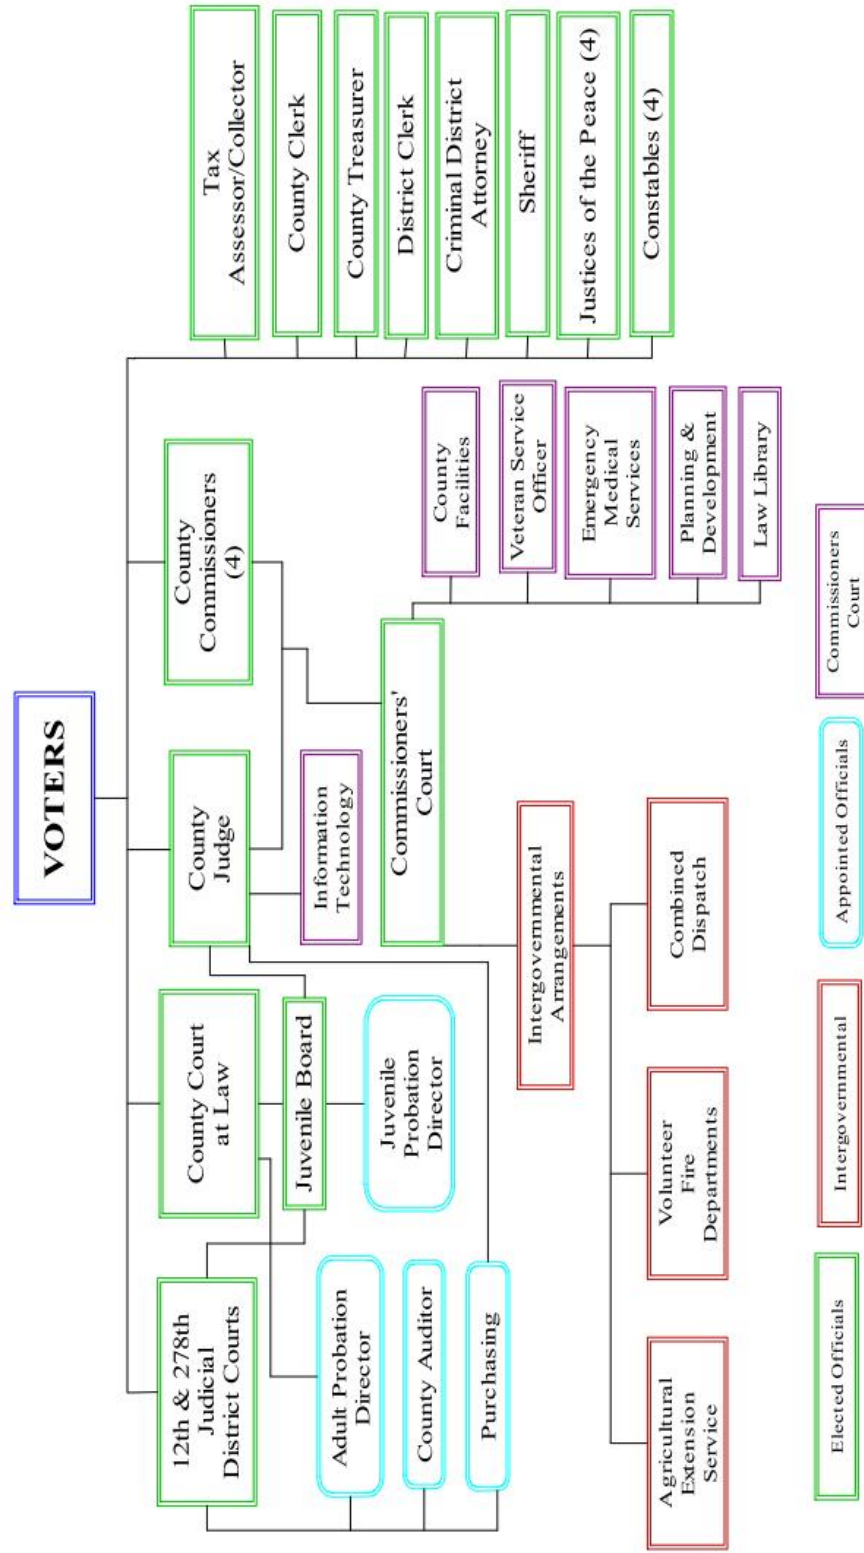 VOTERS
12th & 278th
Judicial
District Courts
County Court
at Law
County
Judge
County
Commissioners
(4)
Tax
Assessor/Collector
County Clerk
County Treasurer
District Clerk
Criminal District
Attorney
Sheriff
Justices of the Peace (4)
Constables (4)
Juvenile Board
Information
Technology
Adult Probation
Director
Juvenile
Probation
Director
County Auditor
Purchasing
Commissioners'
Court
County
Facilities
Veteran Service
Officer
Emergency
Medical
Services
Planning &
Development
Law Library
Intergovernmental
Arrangements
Agricultural
Extension
Service
Volunteer
Fire
Departments
Combined
Dispatch
Elected Officials
Intergovernmental
Appointed Officials
Commissioners
Court